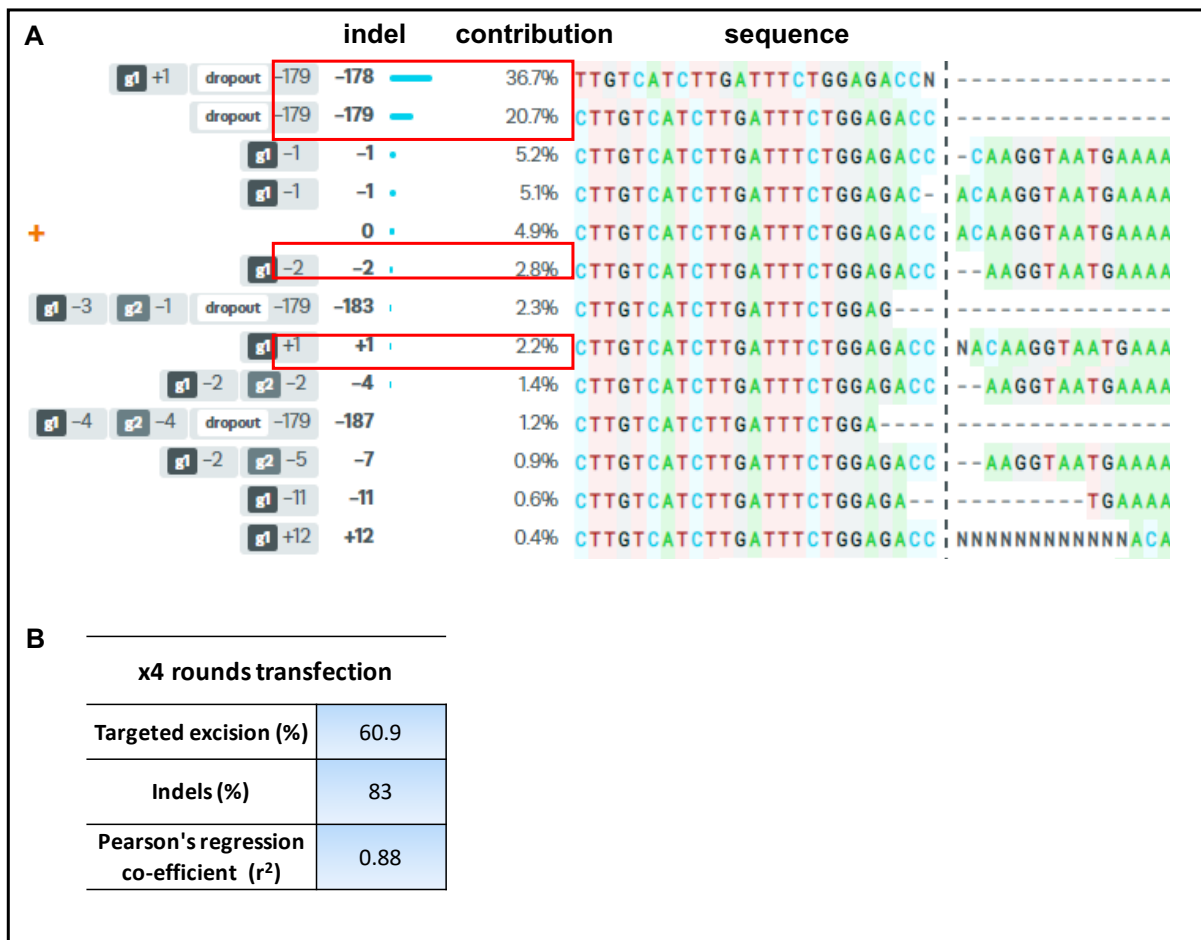 A
indel contribution sequence
g1 +1 dropout -179 -178 36.7% TTGTCATCTTGATTTCTGGAGACCN ---------------
dropout -179 -179 20.7% CTTGTCATCTTGATTTCTGGAGACC ---------------
g1 -1 -1 5.2% CTTGTCATCTTGATTTCTGGAGACC -CAAGGTAATGAAAA
g1 -1 -1 5.1% CTTGTCATCTTGATTTCTGGAGAC- ACAAGGTAATGAAAA
+ 0 4.9% CTTGTCATCTTGATTTCTGGAGACC ACAAGGTAATGAAAA
g1 -2 -2 2.8% CTTGTCATCTTGATTTCTGGAGACC --AAGGTAATGAAAA
g1 -3 g2 -1 dropout -179 -183 2.3% CTTGTCATCTTGATTTCTGGAG--- ---------------
g1 +1 +1 2.2% CTTGTCATCTTGATTTCTGGAGACC NACAAGGTAATGAAA
g1 -2 g2 -2 -4 1.4% CTTGTCATCTTGATTTCTGGAGACC --AAGGTAATGAAAA
g1 -4 g2 -4 dropout -179 -187 1.2% CTTGTCATCTTGATTTCTGGA---- ---------------
g1 -2 g2 -5 -7 0.9% CTTGTCATCTTGATTTCTGGAGACC --AAGGTAATGAAAA
g1 -11 -11 0.6% CTTGTCATCTTGATTTCTGGAGA-- ---------TGAAAA
g1 +12 +12 0.4% CTTGTCATCTTGATTTCTGGAGACC NNNNNNNNNNNNACA
B
x4 rounds transfection
Targeted excision (%) 60.9
Indels (%) 83
Pearson's regression
co-efficient (r²) 0.88